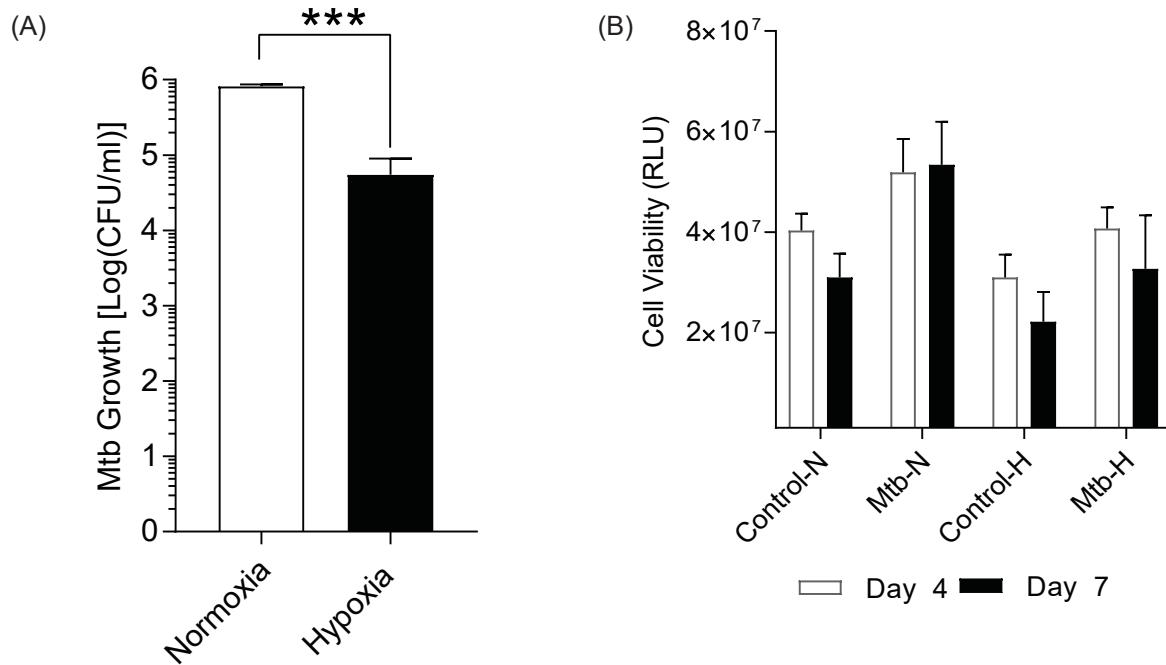 (A)
***
Mtb Growth [Log(CFU/ml)]
6
5
4
3
2
1
0
Normoxia
Hypoxia
(B)
Cell Viability (RLU)
8×10⁷
6×10⁷
4×10⁷
2×10⁷
Control-N
Mtb-N
Control-H
Mtb-H
Day 4
Day 7